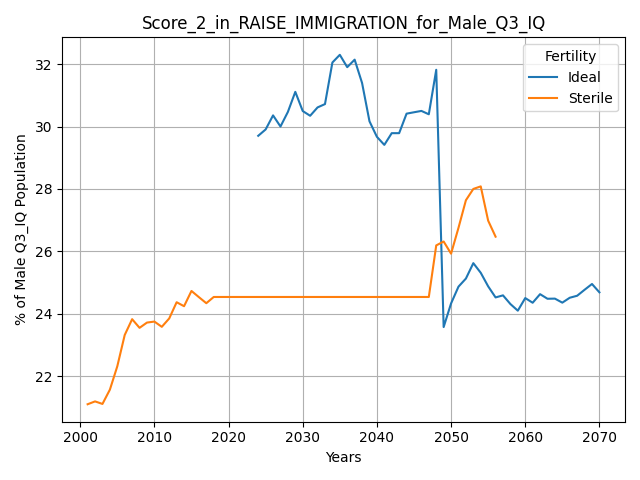 Score_2_in_RAISE_IMMIGRATION_for_Male_Q3_IQ
Fertility
Ideal
Sterile
% of Male Q3_IQ Population
32
30
28
26
24
22
2000 2010 2020 2030 2040 2050 2060 2070
Years